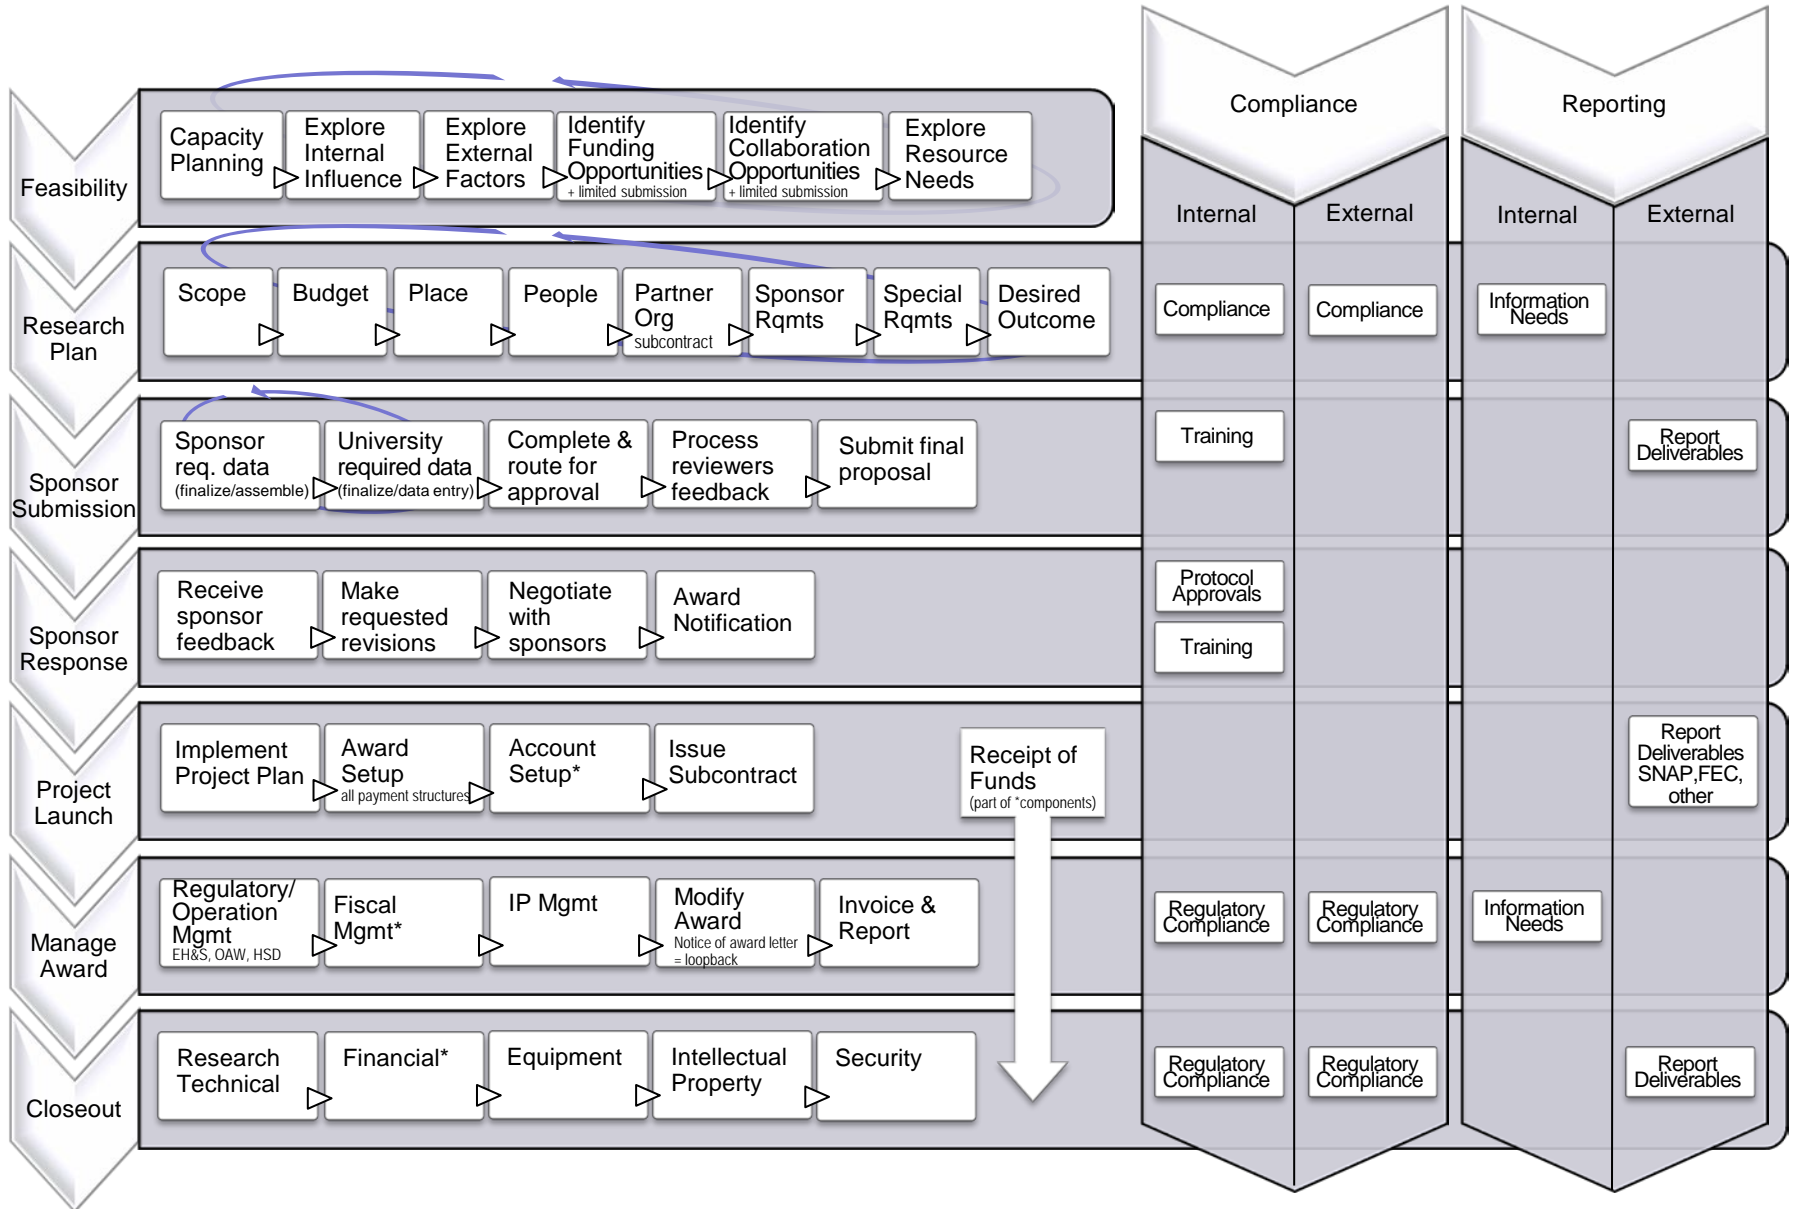 Compliance
Reporting
Internal
External
Internal
External
Feasibility
Capacity
Planning
Explore
Internal
Influence
Explore
External
Factors
Identify
Funding
Opportunities
+ limited submission
Identify
Collaboration
Opportunities
+ limited submission
Explore
Resource
Needs
Research
Plan
Scope
Budget
Place
People
Partner
Org
subcontract
Sponsor
Rqmts
Special
Rqmts
Desired
Outcome
Compliance
Compliance
Information
Needs
Sponsor
Submission
Sponsor
req. data
(finalize/assemble)
University
required data
(finalize/data entry)
Complete &
route for
approval
Process
reviewers
feedback
Submit final
proposal
Training
Report
Deliverables
Sponsor
Response
Receive
sponsor
feedback
Make
requested
revisions
Negotiate
with
sponsors
Award
Notification
Protocol
Approvals
Training
Project
Launch
Implement
Project Plan
Award
Setup
all payment structures
Account
Setup*
Issue
Subcontract
Receipt of
Funds
(part of *components)
Report
Deliverables
SNAP,FEC,
other
Manage
Award
Regulatory/
Operation
Mgmt
EH&S, OAW, HSD
Fiscal
Mgmt*
IP Mgmt
Modify
Award
Notice of award letter
= loopback
Invoice &
Report
Regulatory
Compliance
Regulatory
Compliance
Information
Needs
Closeout
Research
Technical
Financial*
Equipment
Intellectual
Property
Security
Regulatory
Compliance
Regulatory
Compliance
Report
Deliverables